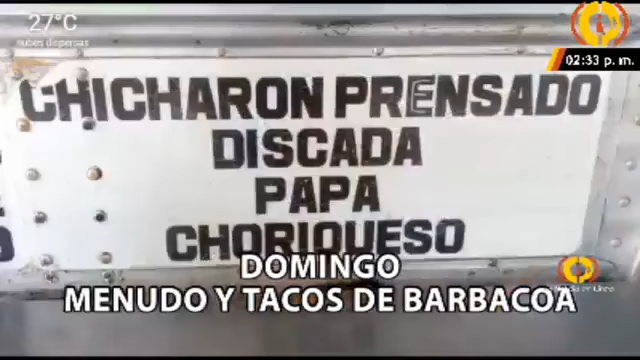 27°C
nubes dispersas
02:33 p. m.
CHICHARON PRENSADO
DISCADA
PAPA
CHORIQUESO
DOMINGO
MENUDO Y TACOS DE BARBACOA